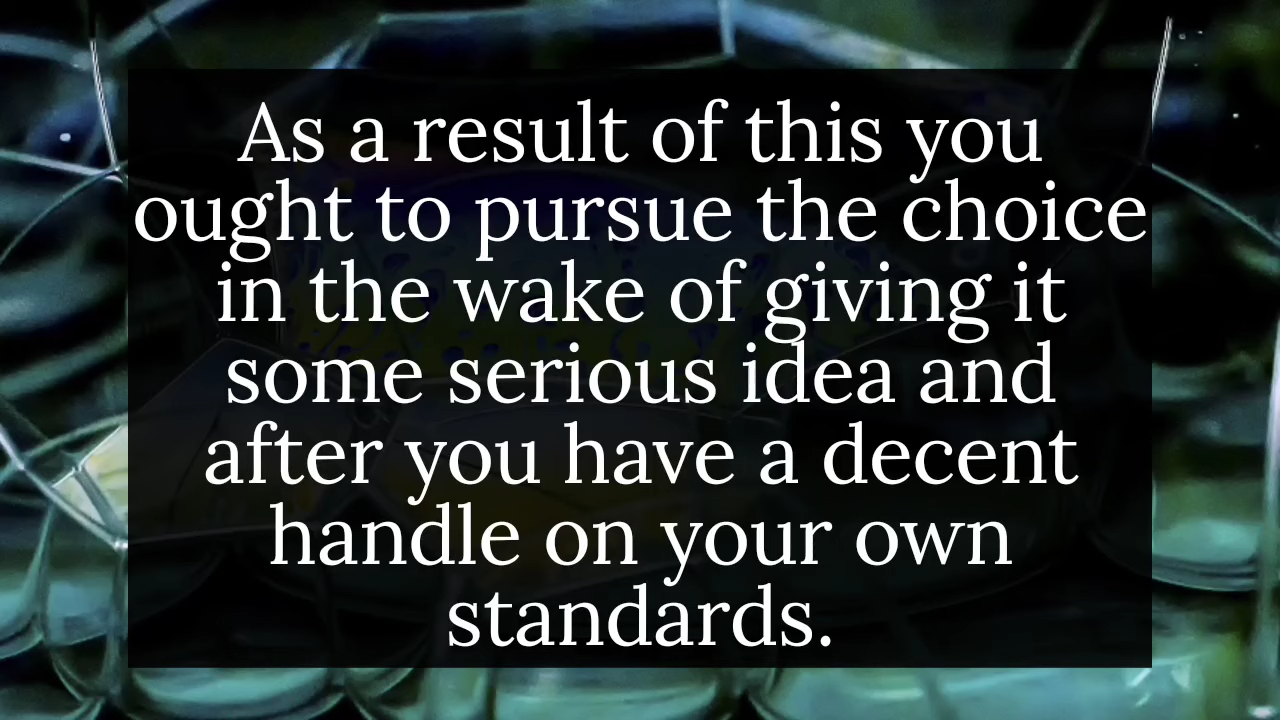 As a result of this you
ought to pursue the choice
in the wake of giving it
some serious idea and
after you have a decent
handle on your own
standards.